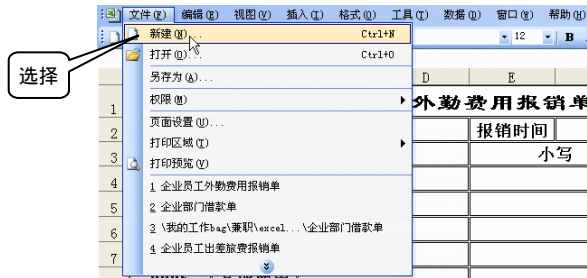 文件(F) 编辑(E) 视图(V) 插入(I) 格式(O) 工具(T) 数据(D) 窗口(W) 帮助(H)
新建(N)... Ctrl+N
12 B
打开(O)... Ctrl+O
选择
另存为(A)...
D E
权限(M)
1 外勤费用报销单
页面设置(U)...
2 报销时间
打印区域(T)
3 小写
打印预览(V)
4
1 企业员工外勤费用报销单
5
2 企业部门借款单
6
3 \我的工作bag\兼职\excel...\企业部门借款单
7
4 企业员工出差旅费报销单